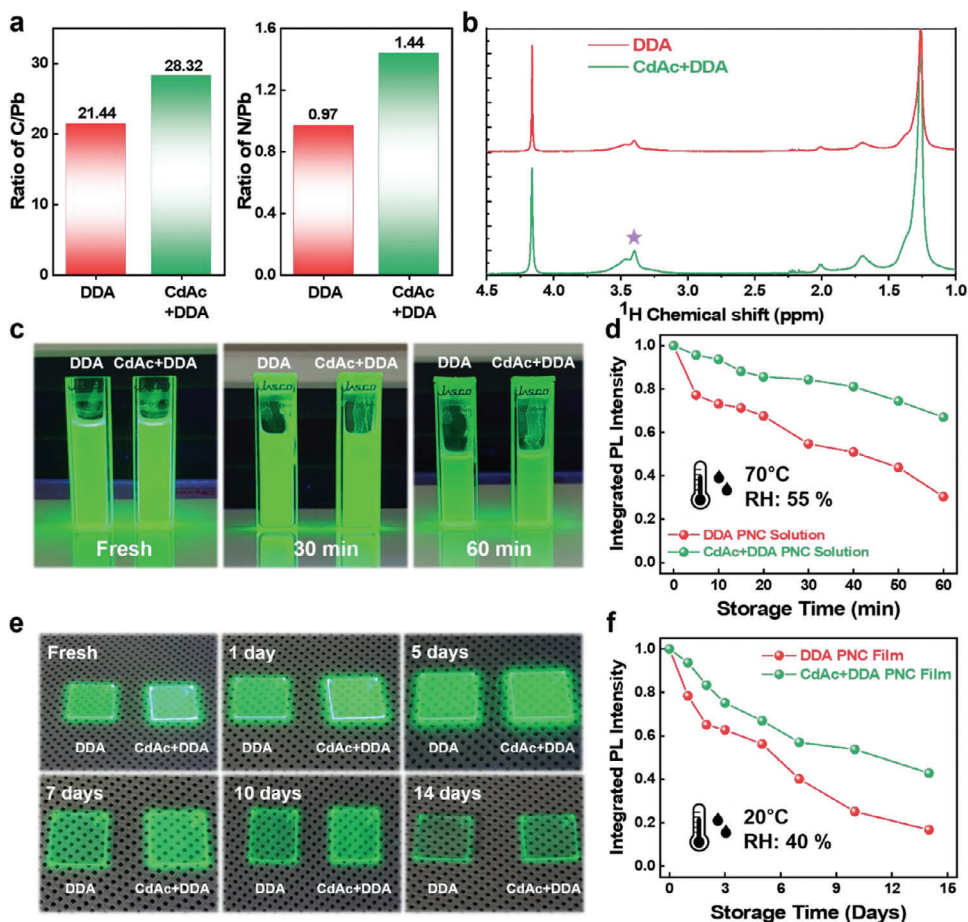 a
Ratio of C/Pb
30
20
10
0
21.44
28.32
DDA
CdAc
+DDA
Ratio of N/Pb
1.6
1.2
0.8
0.4
0.0
0.97
1.44
DDA
CdAc
+DDA
b
DDA
CdAc+DDA
4.5 4.0 3.5 3.0 2.5 2.0 1.5 1.0
¹H Chemical shift (ppm)
c
DDA CdAc+DDA
Fresh
DDA CdAc+DDA
JASCO
30 min
DDA CdAc+DDA
JASCO JASCO
60 min
d
Integrated PL Intensity
1.0
0.8
0.6
0.4
0.2
0.0
70°C
RH: 55 %
DDA PNC Solution
CdAc+DDA PNC Solution
0 10 20 30 40 50 60
Storage Time (min)
e
Fresh
DDA CdAc+DDA
1 day
DDA CdAc+DDA
5 days
DDA CdAc+DDA
7 days
DDA CdAc+DDA
10 days
DDA CdAc+DDA
14 days
DDA CdAc+DDA
f
Integrated PL Intensity
1.0
0.8
0.6
0.4
0.2
0.0
DDA PNC Film
CdAc+DDA PNC Film
20°C
RH: 40 %
0 3 6 9 12 15
Storage Time (Days)